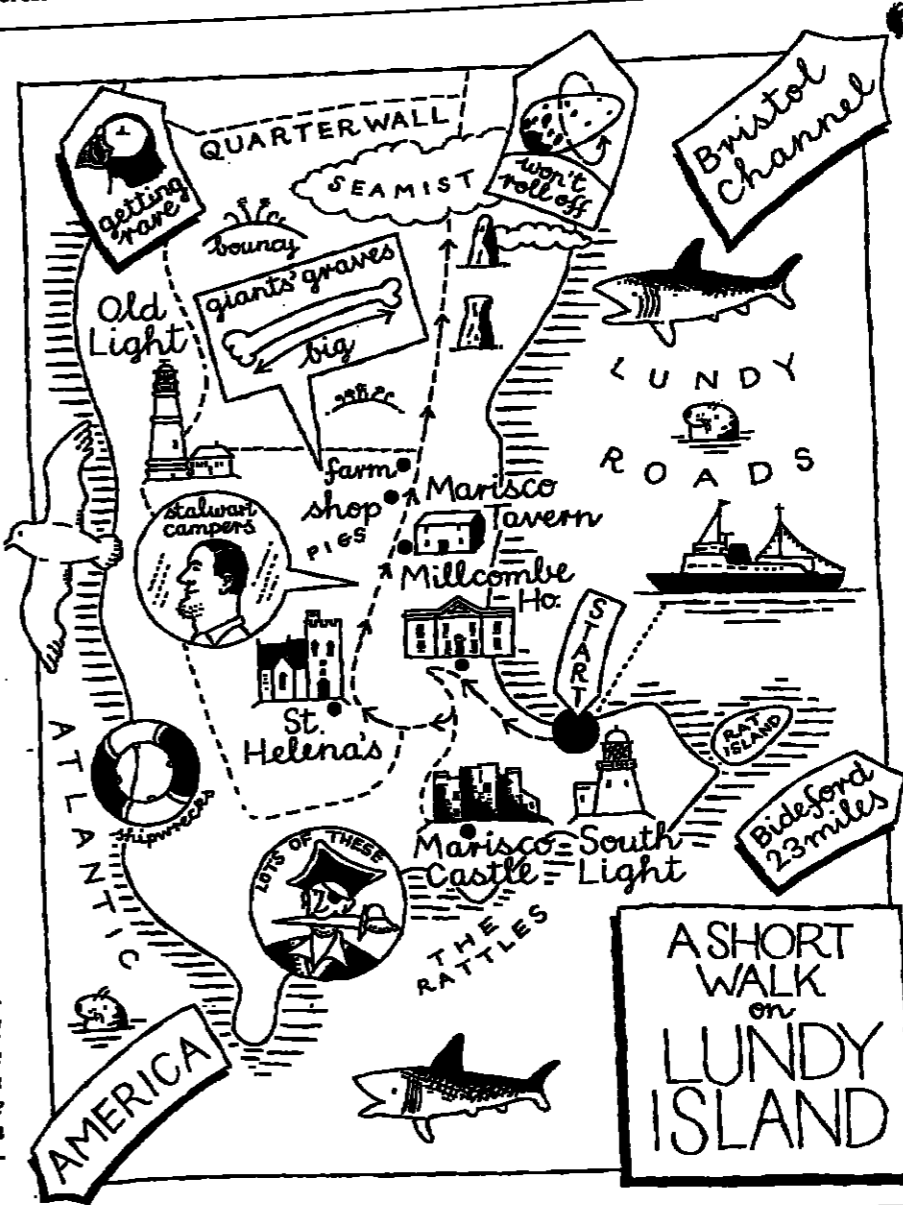 QUARTER WALL
SEAMIST
won't
roll off
Bristol
Channel
getting
rare
bouncy
giants' graves
big
Old
Light
LUNDY
ROADS
farm
shop
Marisco
Tavern
stalwart
campers
PIGS
Millcombe
Ho.
START
St.
Helena's
RAT
ISLAND
ATLANTIC
shipwrecks
Bideford
23 miles
Marisco
Castle
South
Light
LOTS OF THESE
THE
RATTLES
A SHORT
WALK
on
LUNDY
ISLAND
AMERICA